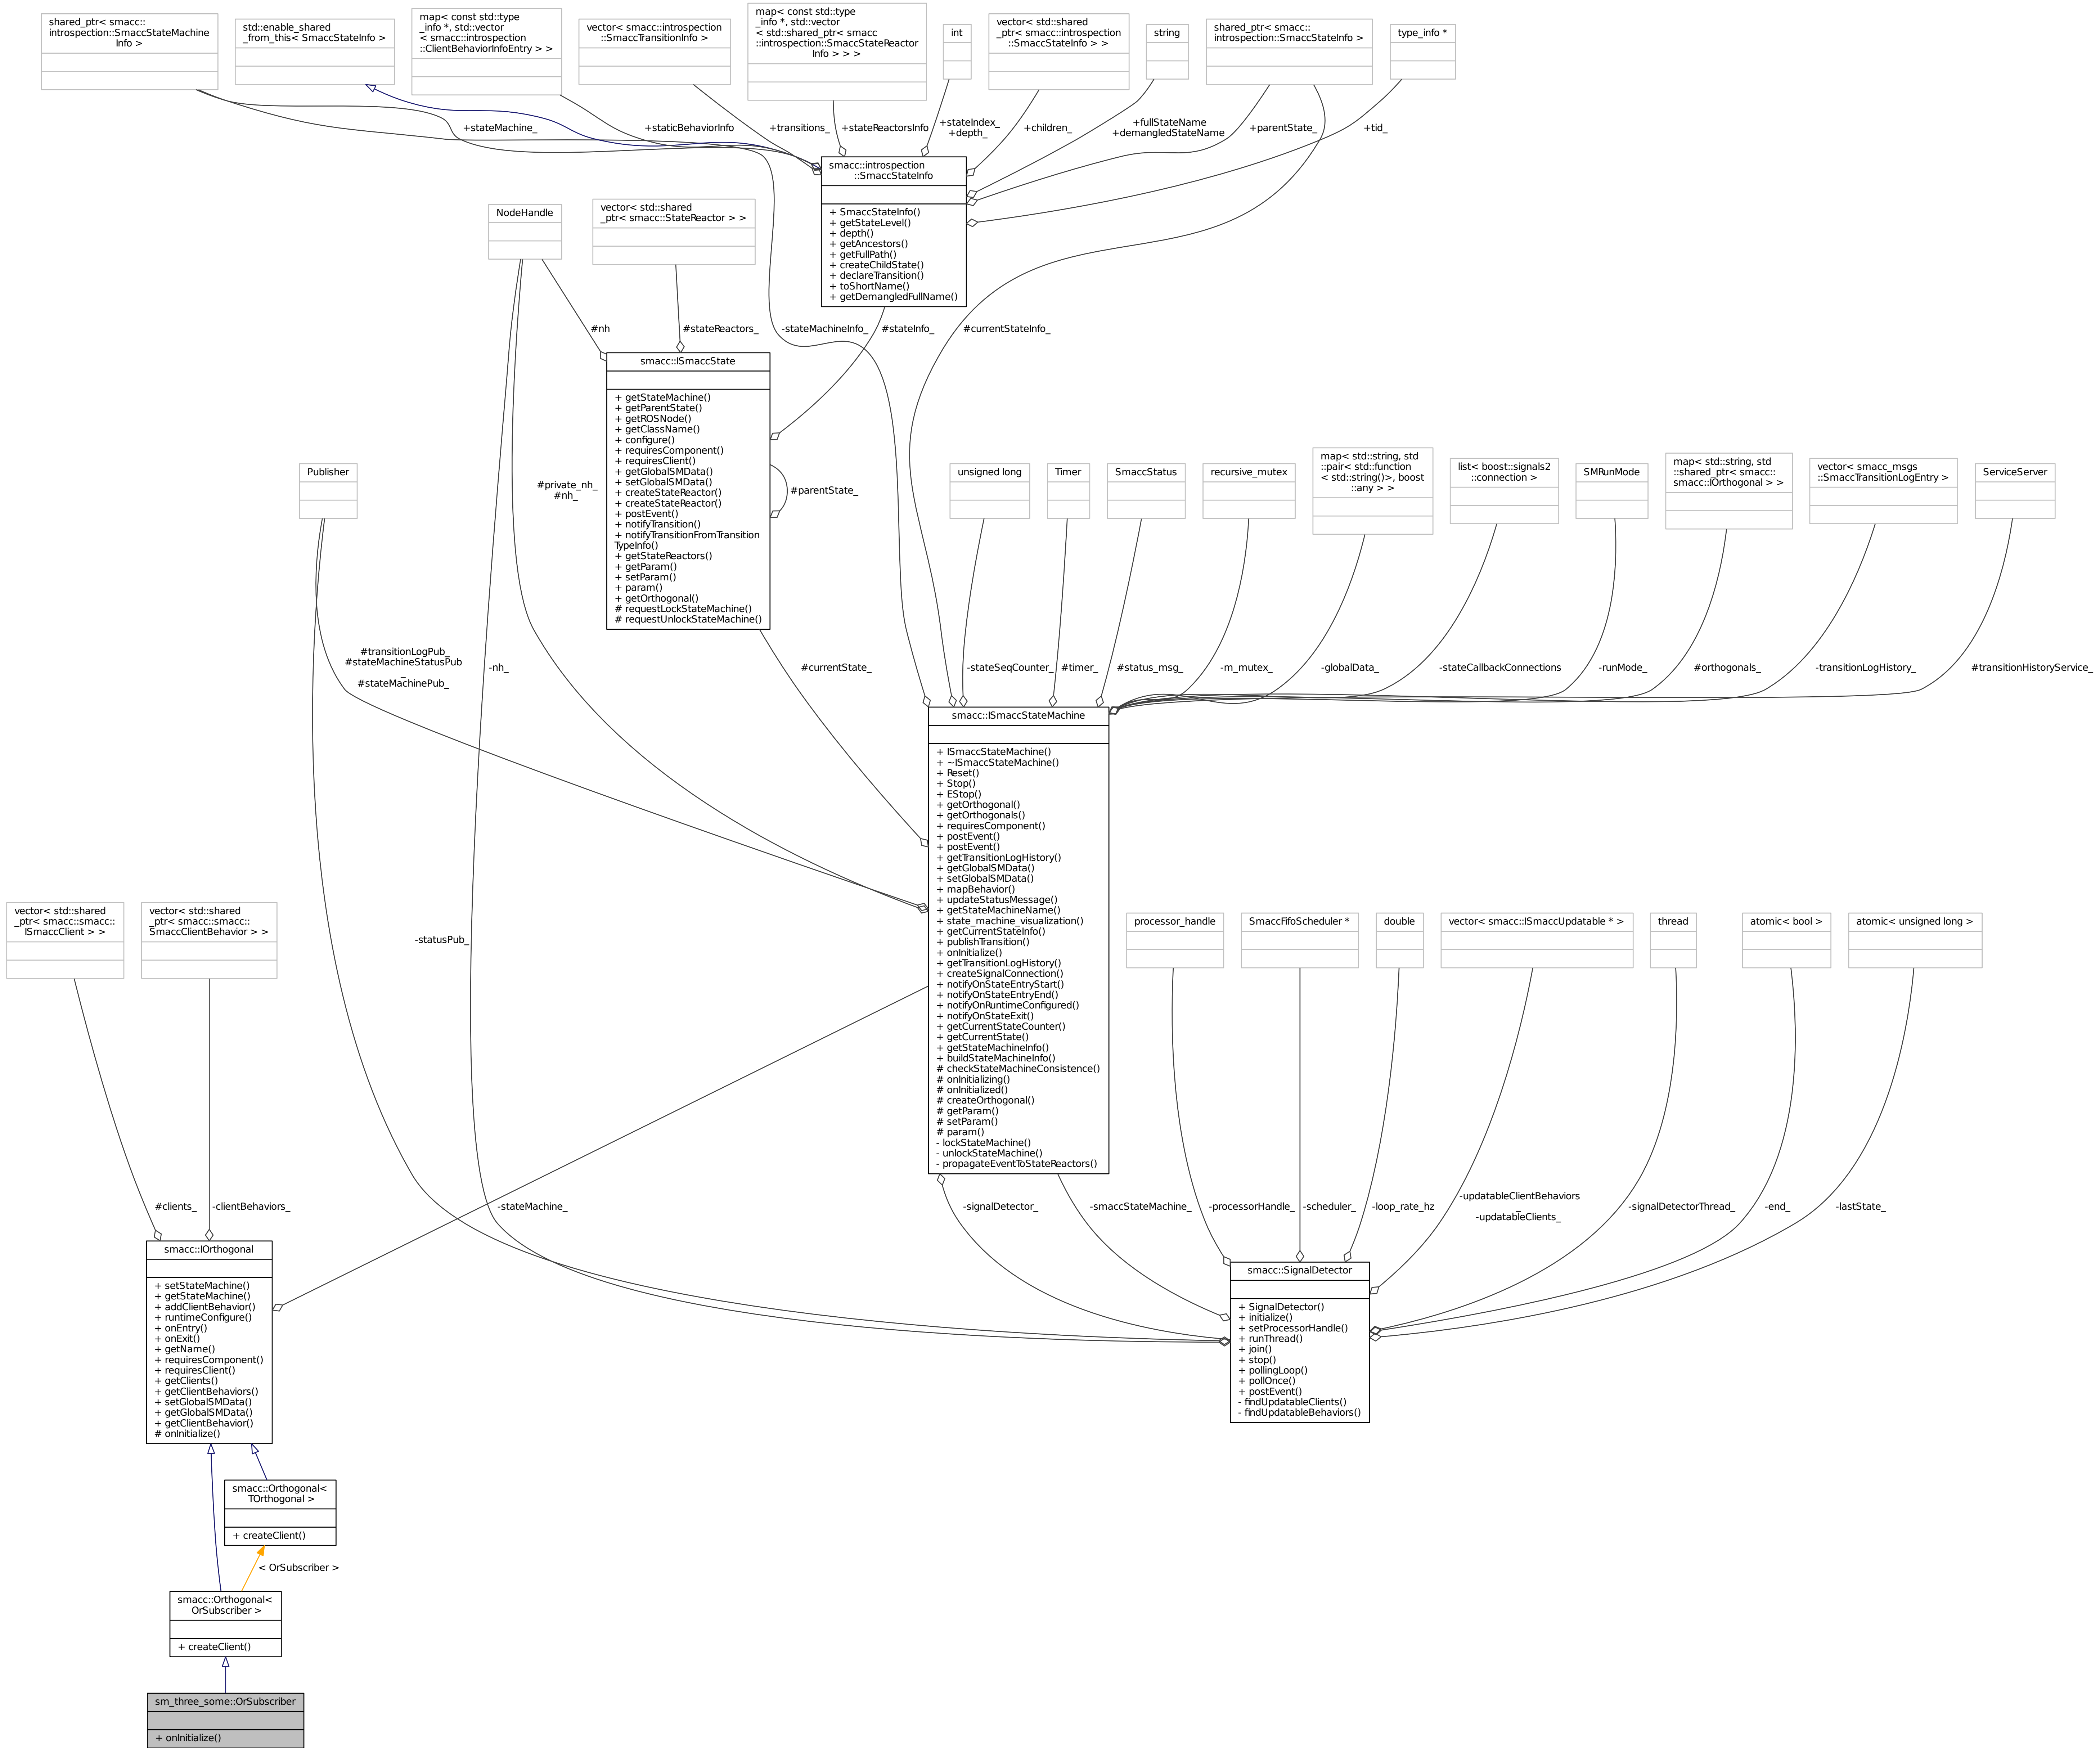 shared_ptr< smacc::
introspection::SmaccStateMachine
Info >
std::enable_shared
_from_this< SmaccStateInfo >
map< const std::type
_info *, std::vector
< smacc::introspection
::ClientBehaviorInfoEntry > >
vector< smacc::introspection
::SmaccTransitionInfo >
map< const std::type
_info *, std::vector
< std::shared_ptr< smacc
::introspection::SmaccStateReactor
Info > > >
int
vector< std::shared
_ptr< smacc::introspection
::SmaccStateInfo > >
string
shared_ptr< smacc::
introspection::SmaccStateInfo >
type_info *
+stateMachine_
+staticBehaviorInfo
+transitions_
+stateReactorsInfo
+stateIndex_
+depth_
+children_
+fullStateName
+demangledStateName
+parentState_
+tid_
smacc::introspection
::SmaccStateInfo
+ SmaccStateInfo()
+ getStateLevel()
+ depth()
+ getAncestors()
+ getFullPath()
+ createChildState()
+ declareTransition()
+ toShortName()
+ getDemangledFullName()
NodeHandle
vector< std::shared
_ptr< smacc::StateReactor > >
#nh
#stateReactors_
-stateMachineInfo_
#stateInfo_
#currentStateInfo_
smacc::ISmaccState
+ getStateMachine()
+ getParentState()
+ getROSNode()
+ getClassName()
+ configure()
+ requiresComponent()
+ requiresClient()
+ getGlobalSMData()
+ setGlobalSMData()
+ createStateReactor()
+ createStateReactor()
+ postEvent()
+ notifyTransition()
+ notifyTransitionFromTransition
TypeInfo()
+ getStateReactors()
+ getParam()
+ setParam()
+ param()
+ getOrthogonal()
# requestLockStateMachine()
# requestUnlockStateMachine()
#parentState_
Publisher
#private_nh_
#nh_
unsigned long
Timer
SmaccStatus
recursive_mutex
map< std::string, std
::pair< std::function
< std::string()>, boost
::any > >
list< boost::signals2
::connection >
SMRunMode
map< std::string, std
::shared_ptr< smacc::
smacc::IOrthogonal > >
vector< smacc_msgs
::SmaccTransitionLogEntry >
ServiceServer
#transitionLogPub_
#stateMachineStatusPub
_
#stateMachinePub_
-nh_
#currentState_
-stateSeqCounter_
#timer_
#status_msg_
-m_mutex_
-globalData_
-stateCallbackConnections
-runMode_
#orthogonals_
-transitionLogHistory_
#transitionHistoryService_
smacc::ISmaccStateMachine
+ ISmaccStateMachine()
+ ~ISmaccStateMachine()
+ Reset()
+ Stop()
+ EStop()
+ getOrthogonal()
+ getOrthogonals()
+ requiresComponent()
+ postEvent()
+ postEvent()
+ getTransitionLogHistory()
+ getGlobalSMData()
+ setGlobalSMData()
+ mapBehavior()
+ updateStatusMessage()
+ getStateMachineName()
+ state_machine_visualization()
+ getCurrentStateInfo()
+ publishTransition()
+ onInitialize()
+ getTransitionLogHistory()
+ createSignalConnection()
+ notifyOnStateEntryStart()
+ notifyOnStateEntryEnd()
+ notifyOnRuntimeConfigured()
+ notifyOnStateExit()
+ getCurrentStateCounter()
+ getCurrentState()
+ getStateMachineInfo()
+ buildStateMachineInfo()
# checkStateMachineConsistence()
# onInitializing()
# onInitialized()
# createOrthogonal()
# getParam()
# setParam()
# param()
- lockStateMachine()
- unlockStateMachine()
- propagateEventToStateReactors()
vector< std::shared
_ptr< smacc::smacc::
ISmaccClient > >
vector< std::shared
_ptr< smacc::smacc::
SmaccClientBehavior > >
-statusPub_
processor_handle
SmaccFifoScheduler *
double
vector< smacc::ISmaccUpdatable * >
thread
atomic< bool >
atomic< unsigned long >
#clients_
-clientBehaviors_
-stateMachine_
-signalDetector_
-smaccStateMachine_
-processorHandle_
-scheduler_
-loop_rate_hz
-updatableClientBehaviors
_
-updatableClients_
-signalDetectorThread_
-end_
-lastState_
smacc::IOrthogonal
+ setStateMachine()
+ getStateMachine()
+ addClientBehavior()
+ runtimeConfigure()
+ onEntry()
+ onExit()
+ getName()
+ requiresComponent()
+ requiresClient()
+ getClients()
+ getClientBehaviors()
+ setGlobalSMData()
+ getGlobalSMData()
+ getClientBehavior()
# onInitialize()
smacc::SignalDetector
+ SignalDetector()
+ initialize()
+ setProcessorHandle()
+ runThread()
+ join()
+ stop()
+ pollingLoop()
+ pollOnce()
+ postEvent()
- findUpdatableClients()
- findUpdatableBehaviors()
smacc::Orthogonal<
TOrthogonal >
+ createClient()
< OrSubscriber >
smacc::Orthogonal<
OrSubscriber >
+ createClient()
sm_three_some::OrSubscriber
+ onInitialize()